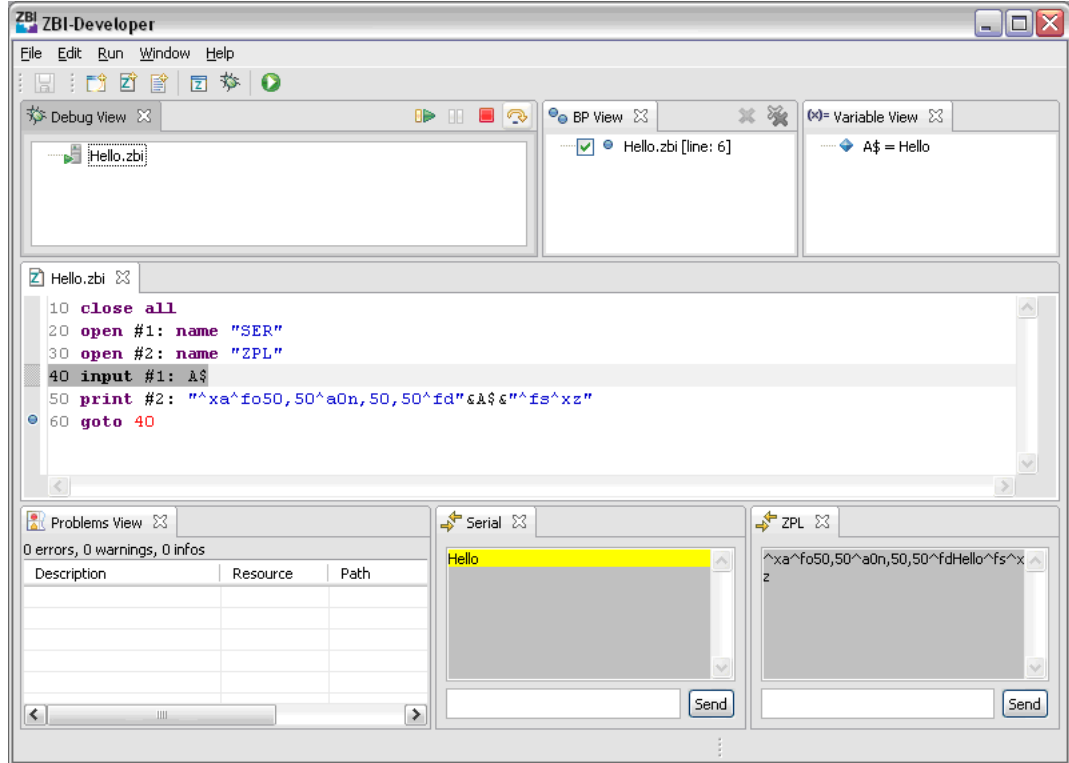 ZBI ZBI-Developer
File Edit Run Window Help
Debug View
BP View
Variable View
Hello.zbi
Hello.zbi [line: 6]
A$ = Hello
Hello.zbi
10 close all
20 open #1: name "SER"
30 open #2: name "ZPL"
40 input #1: A$
50 print #2: "^xa^fo50,50^a0n,50,50^fd"&A$&"^fs^xz"
60 goto 40
Problems View
0 errors, 0 warnings, 0 infos
Description Resource Path
Serial
Hello
Send
ZPL
^xa^fo50,50^a0n,50,50^fdHello^fs^x
z
Send